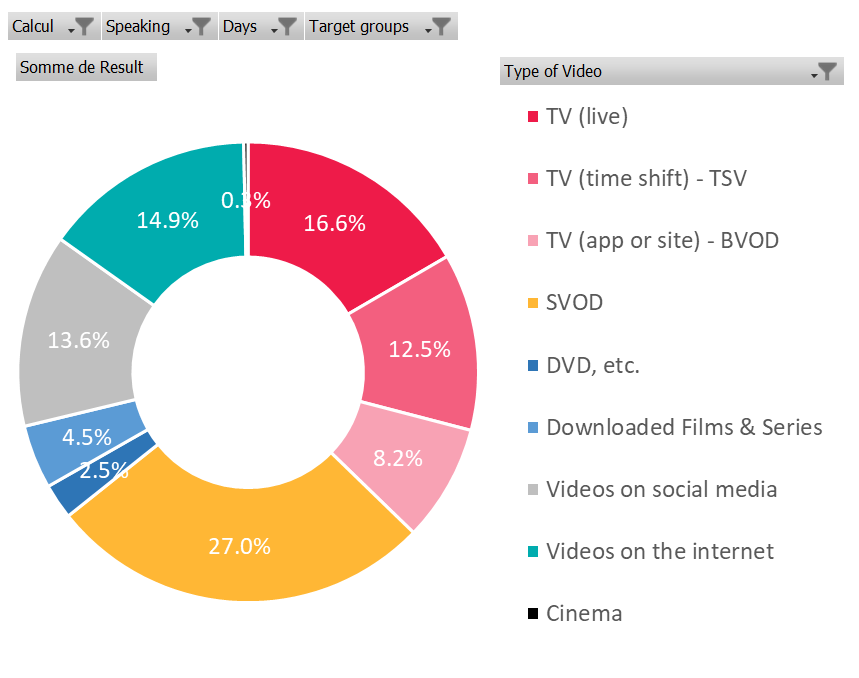 Calcul
Speaking
Days
Target groups
Somme de Result
Type of Video
TV (live)
TV (time shift) - TSV
TV (app or site) - BVOD
SVOD
DVD, etc.
Downloaded Films & Series
Videos on social media
Videos on the internet
Cinema
0.3%
16.6%
14.9%
12.5%
13.6%
4.5%
8.2%
2.5%
27.0%